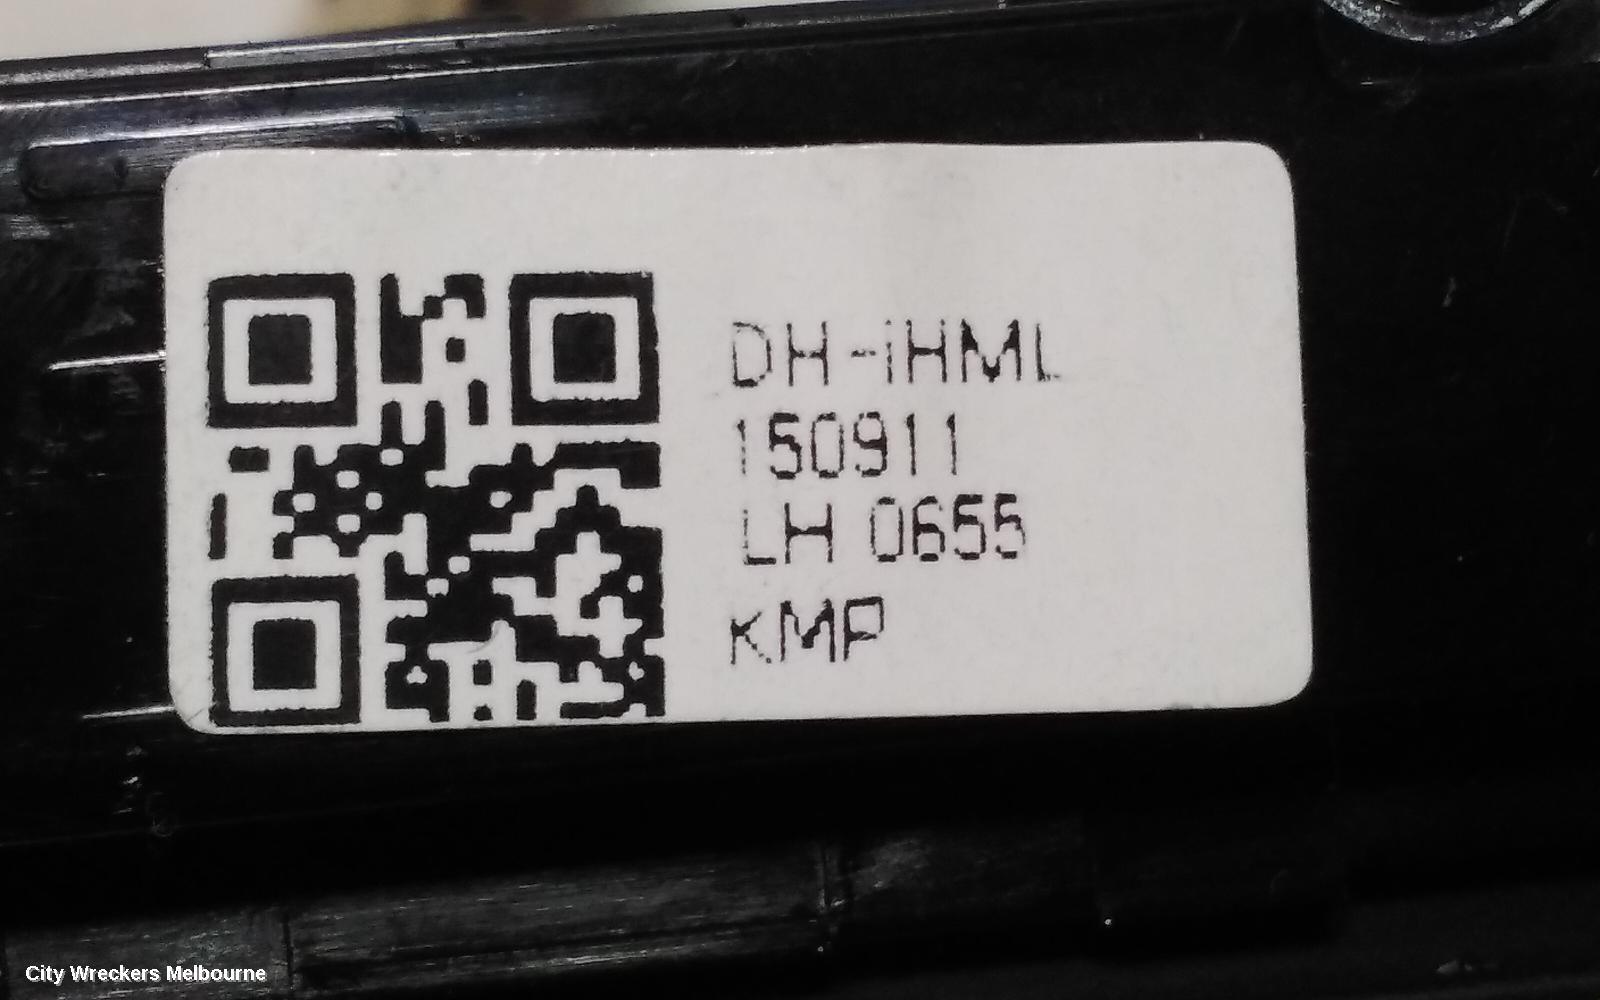 DH-iHML
150911
LH 0655
KMP
City Wreckers Melbourne